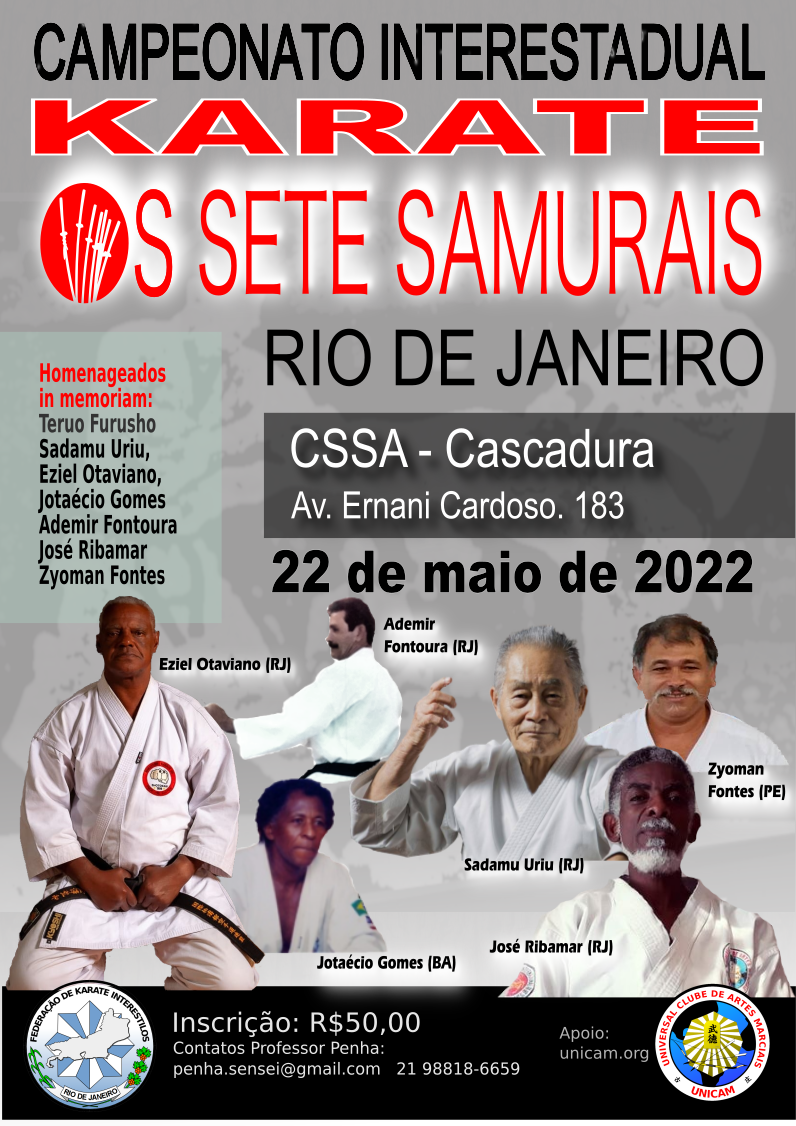 CAMPEONATO INTERESTADUAL
KARATE
OS SETE SAMURAIS
RIO DE JANEIRO
Homenageados
in memoriam:
Teruo Furusho
Sadamu Uriu,
Eziel Otaviano,
Jotaécio Gomes
Ademir Fontoura
José Ribamar
Zyoman Fontes
CSSA - Cascadura
Av. Ernani Cardoso. 183
22 de maio de 2022
Ademir
Fontoura (RJ)
Eziel Otaviano (RJ)
Zyoman
Fontes (PE)
Sadamu Uriu (RJ)
José Ribamar (RJ)
Jotaécio Gomes (BA)
FEDERAÇÃO DE KARATE INTERESTILOS
RIO DE JANEIRO
Inscrição: R$50,00
Contatos Professor Penha:
penha.sensei@gmail.com 21 98818-6659
Apoio:
unicam.org
UNIVERSAL CLUBE DE ARTES MARCIAIS
武徳
UNICAM